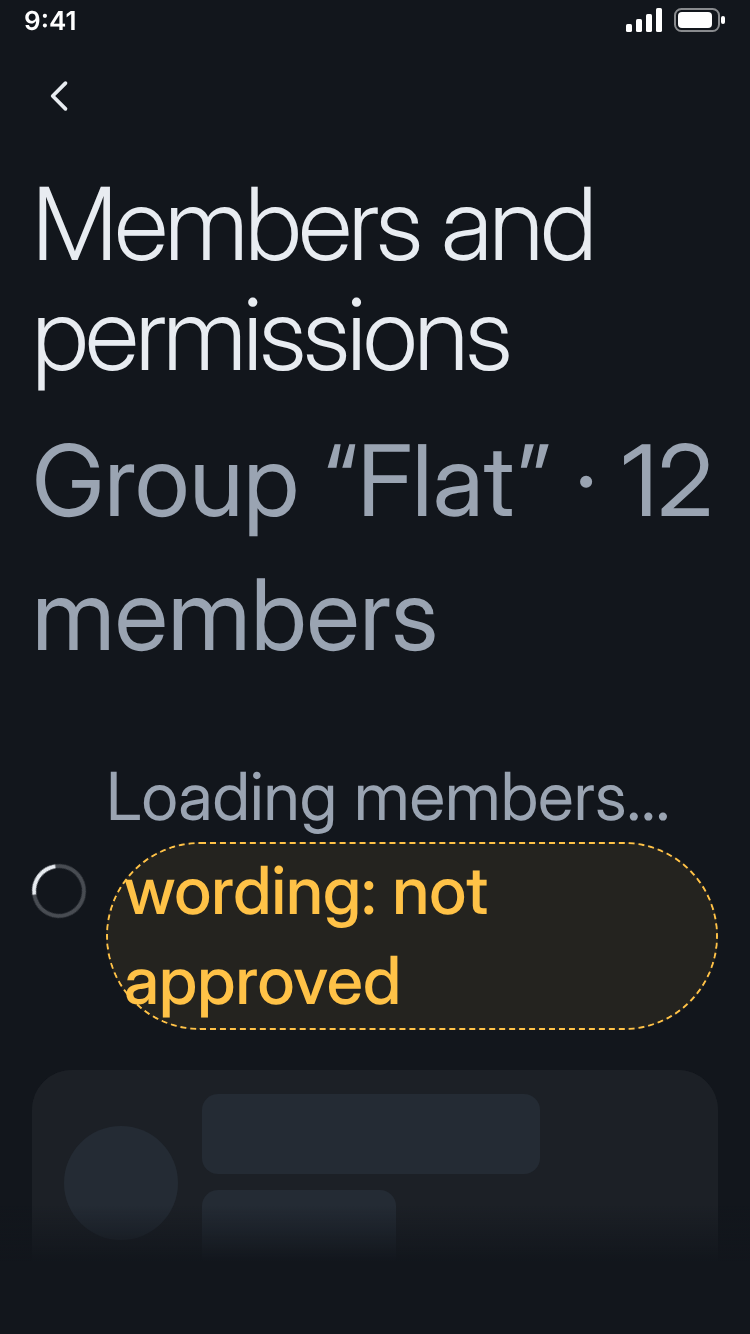 9:41
Members and
permissions
Group “Flat” · 12
members
Loading members…
wording: not
approved